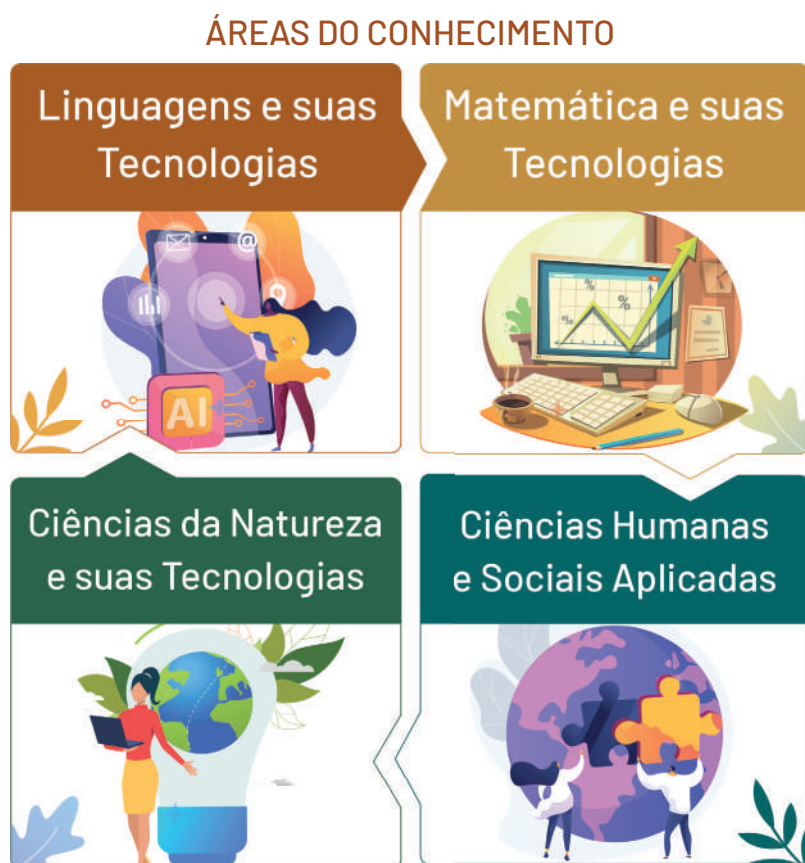 ÁREAS DO CONHECIMENTO
Linguagens e suas
Tecnologias
Matemática e suas
Tecnologias
@
AI
%
%
%
Ciências da Natureza
e suas Tecnologias
Ciências Humanas
e Sociais Aplicadas